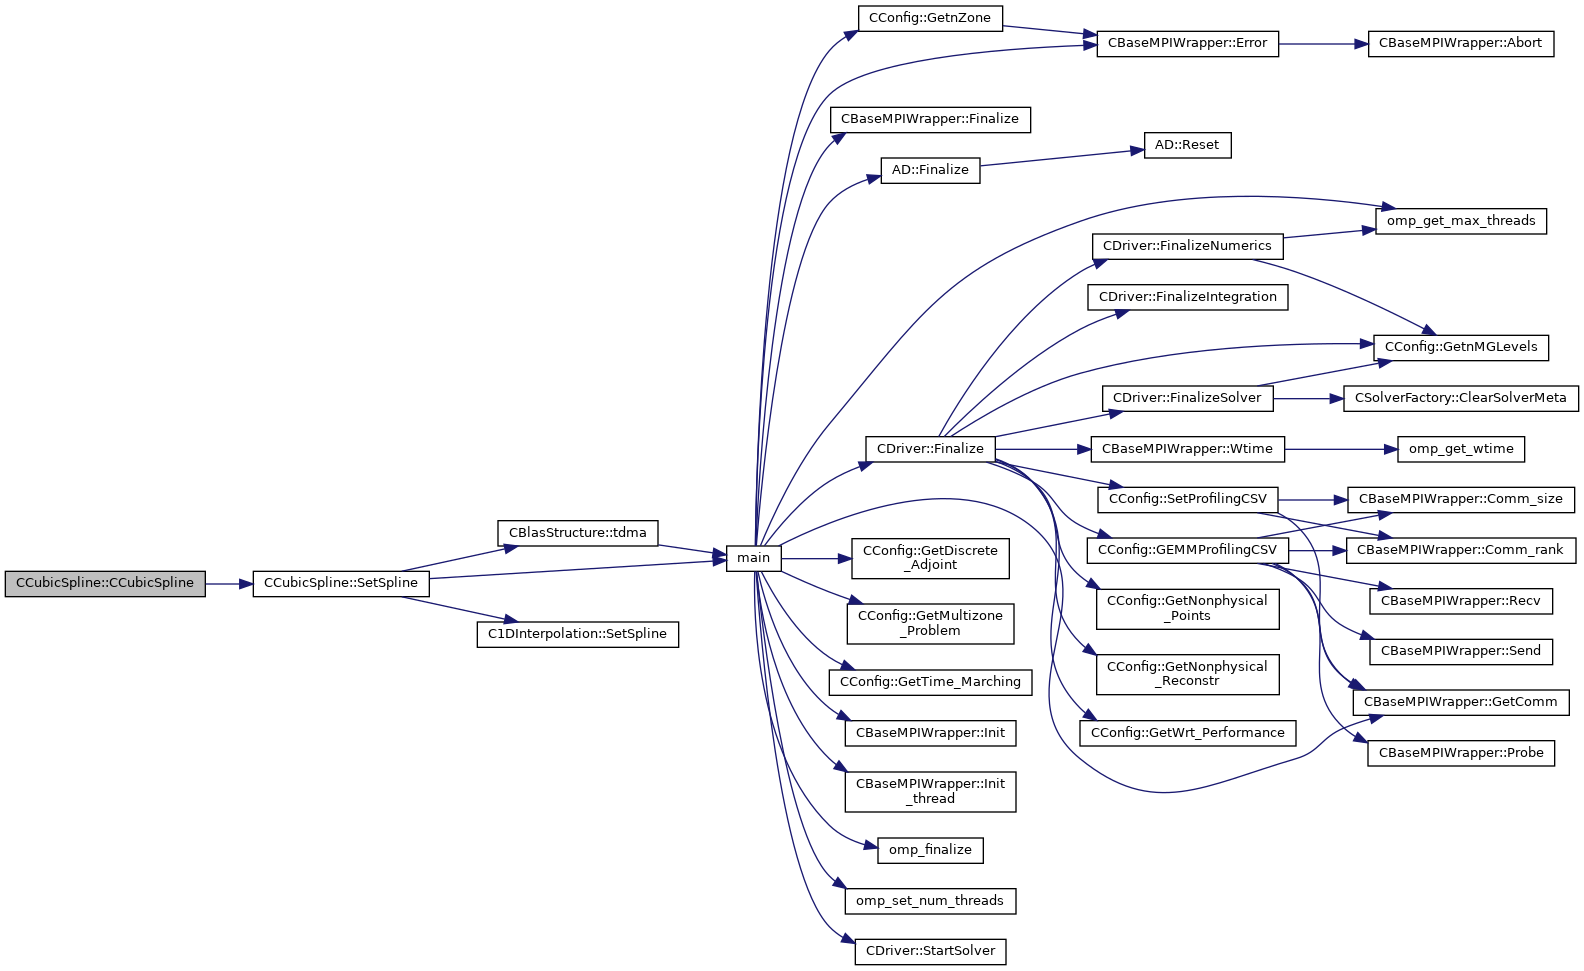 CConfig::GetnZone
CBaseMPIWrapper::Error
CBaseMPIWrapper::Abort
CBaseMPIWrapper::Finalize
AD::Reset
AD::Finalize
omp_get_max_threads
CDriver::FinalizeNumerics
CDriver::FinalizeIntegration
CConfig::GetnMGLevels
CDriver::FinalizeSolver
CSolverFactory::ClearSolverMeta
CDriver::Finalize
CBaseMPIWrapper::Wtime
omp_get_wtime
CConfig::SetProfilingCSV
CBaseMPIWrapper::Comm_size
CBlasStructure::tdma
main
CConfig::GetDiscrete
_Adjoint
CConfig::GEMMProfilingCSV
CBaseMPIWrapper::Comm_rank
CCubicSpline::CCubicSpline
CCubicSpline::SetSpline
C1DInterpolation::SetSpline
CConfig::GetMultizone
_Problem
CConfig::GetNonphysical
_Points
CBaseMPIWrapper::Recv
CBaseMPIWrapper::Send
CConfig::GetTime_Marching
CConfig::GetNonphysical
_Reconstr
CBaseMPIWrapper::GetComm
CBaseMPIWrapper::Init
CConfig::GetWrt_Performance
CBaseMPIWrapper::Probe
CBaseMPIWrapper::Init
_thread
omp_finalize
omp_set_num_threads
CDriver::StartSolver